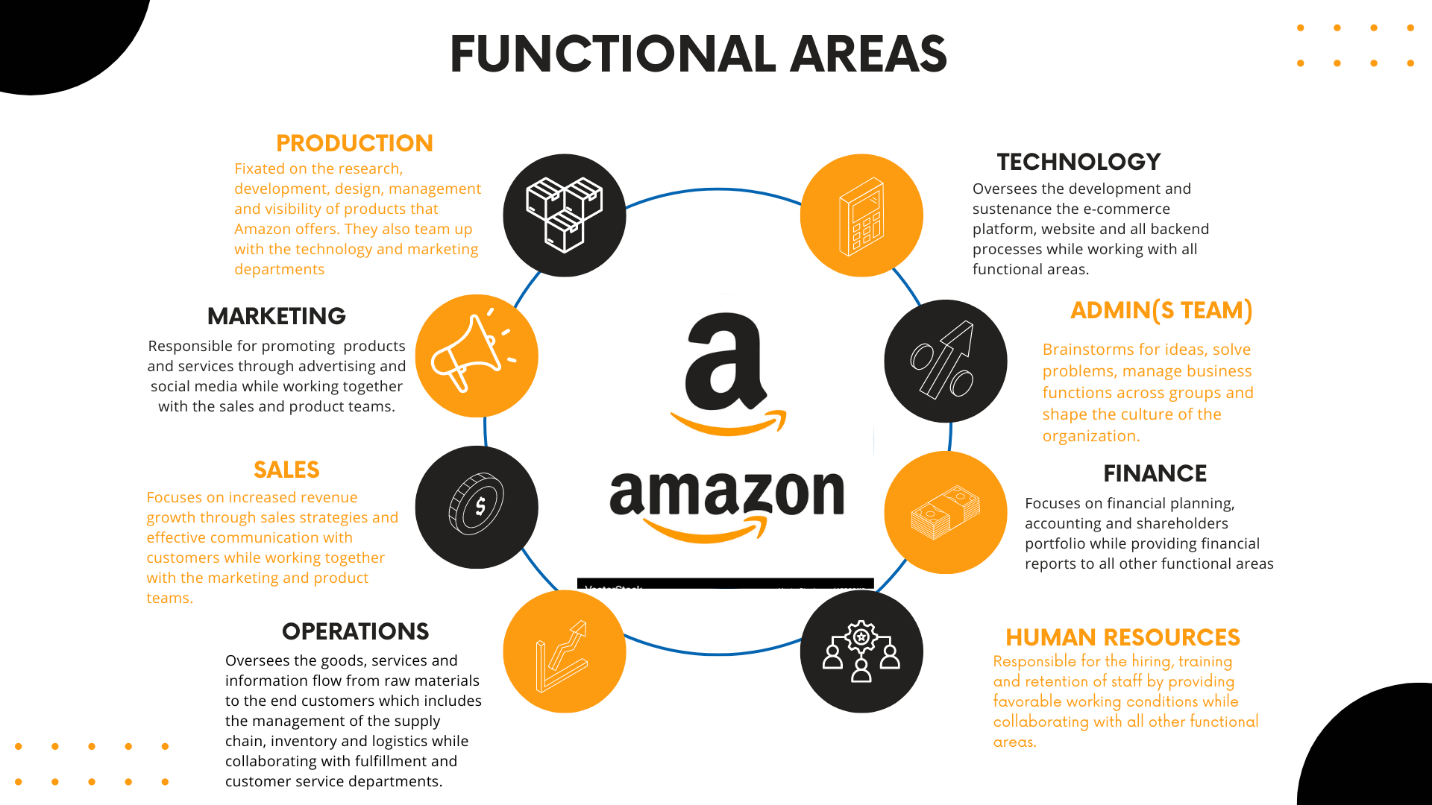 FUNCTIONAL AREAS
PRODUCTION
Fixated on the research,
development, design, management
and visibility of products that
Amazon offers. They also team up
with the technology and marketing
departments
MARKETING
Responsible for promoting products
and services through advertising and
social media while working together
with the sales and product teams.
SALES
Focuses on increased revenue
growth through sales strategies and
effective communication with
customers while working together
with the marketing and product
teams.
OPERATIONS
Oversees the goods, services and
information flow from raw materials
to the end customers which includes
the management of the supply
chain, inventory and logistics while
collaborating with fulfillment and
customer service departments.
a
amazon
$
TECHNOLOGY
Oversees the development and
sustenance the e-commerce
platform, website and all backend
processes while working with all
functional areas.
ADMIN(S TEAM)
Brainstorms for ideas, solve
problems, manage business
functions across groups and
shape the culture of the
organization.
FINANCE
Focuses on financial planning,
accounting and shareholders
portfolio while providing financial
reports to all other functional areas
HUMAN RESOURCES
Responsible for the hiring, training
and retention of staff by providing
favorable working conditions while
collaborating with all other functional
areas.